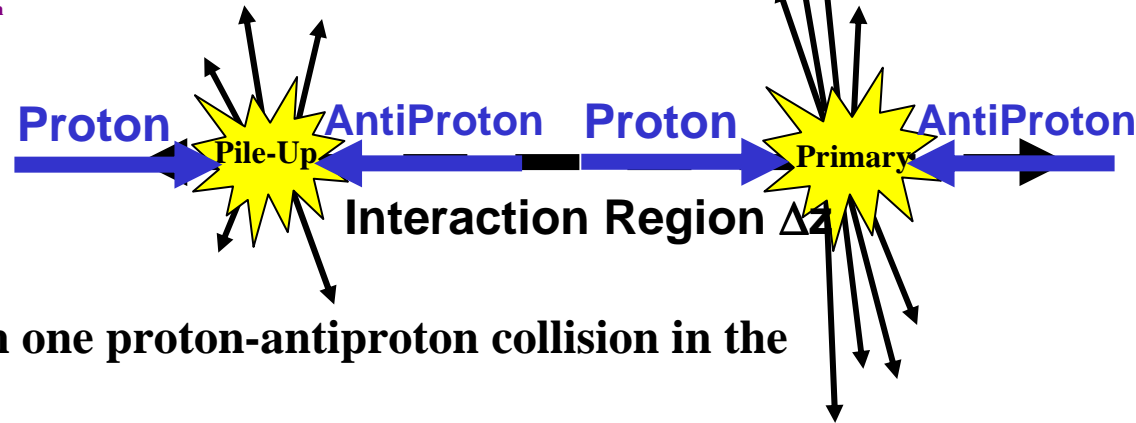 Proton AntiProton Proton AntiProton
Pile-Up Primary
Interaction Region Δz
one proton-antiproton collision in the